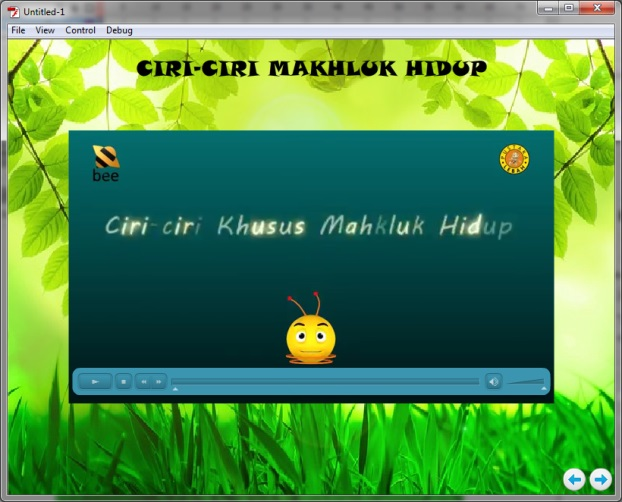 Untitled-1
File View Control Debug
CIRI-CIRI MAKHLUK HIDUP
bee
Ciri-ciri Khusus Mahkluk Hidup